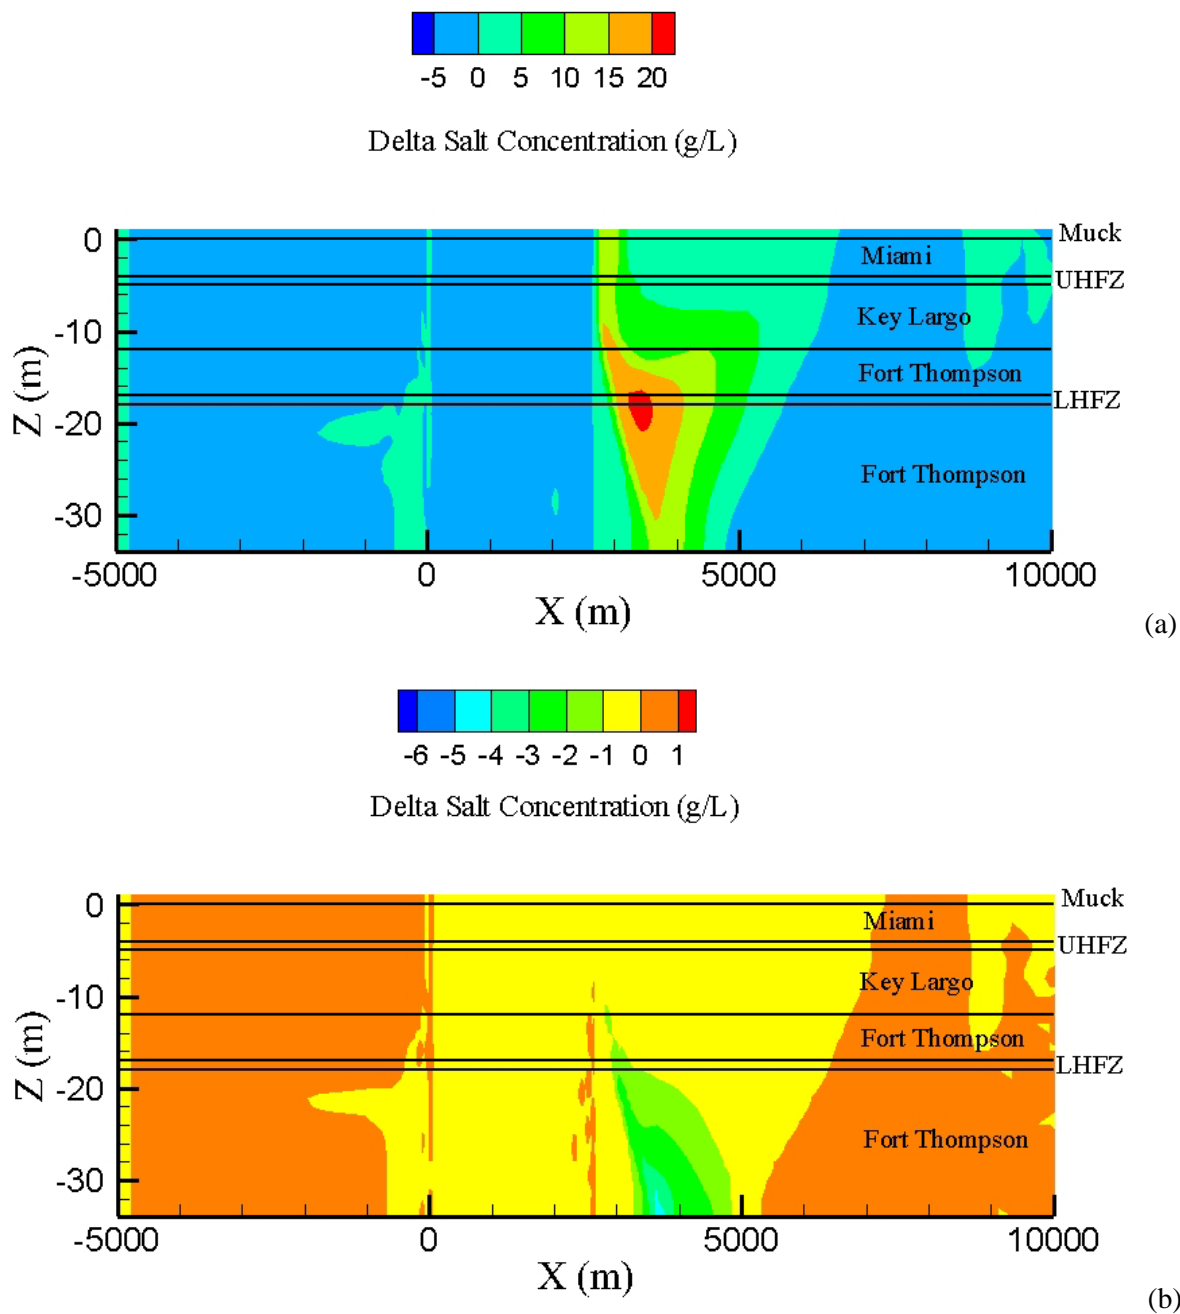 -5 0 5 10 15 20
Delta Salt Concentration (g/L)
0
-10
-20
-30
Z (m)
Muck
Miami
UHFZ
Key Largo
Fort Thompson
LHFZ
Fort Thompson
-5000 0 5000 10000
X (m)
(a)
-6 -5 -4 -3 -2 -1 0 1
Delta Salt Concentration (g/L)
0
-10
-20
-30
Z (m)
Muck
Miami
UHFZ
Key Largo
Fort Thompson
LHFZ
Fort Thompson
-5000 0 5000 10000
X (m)
(b)